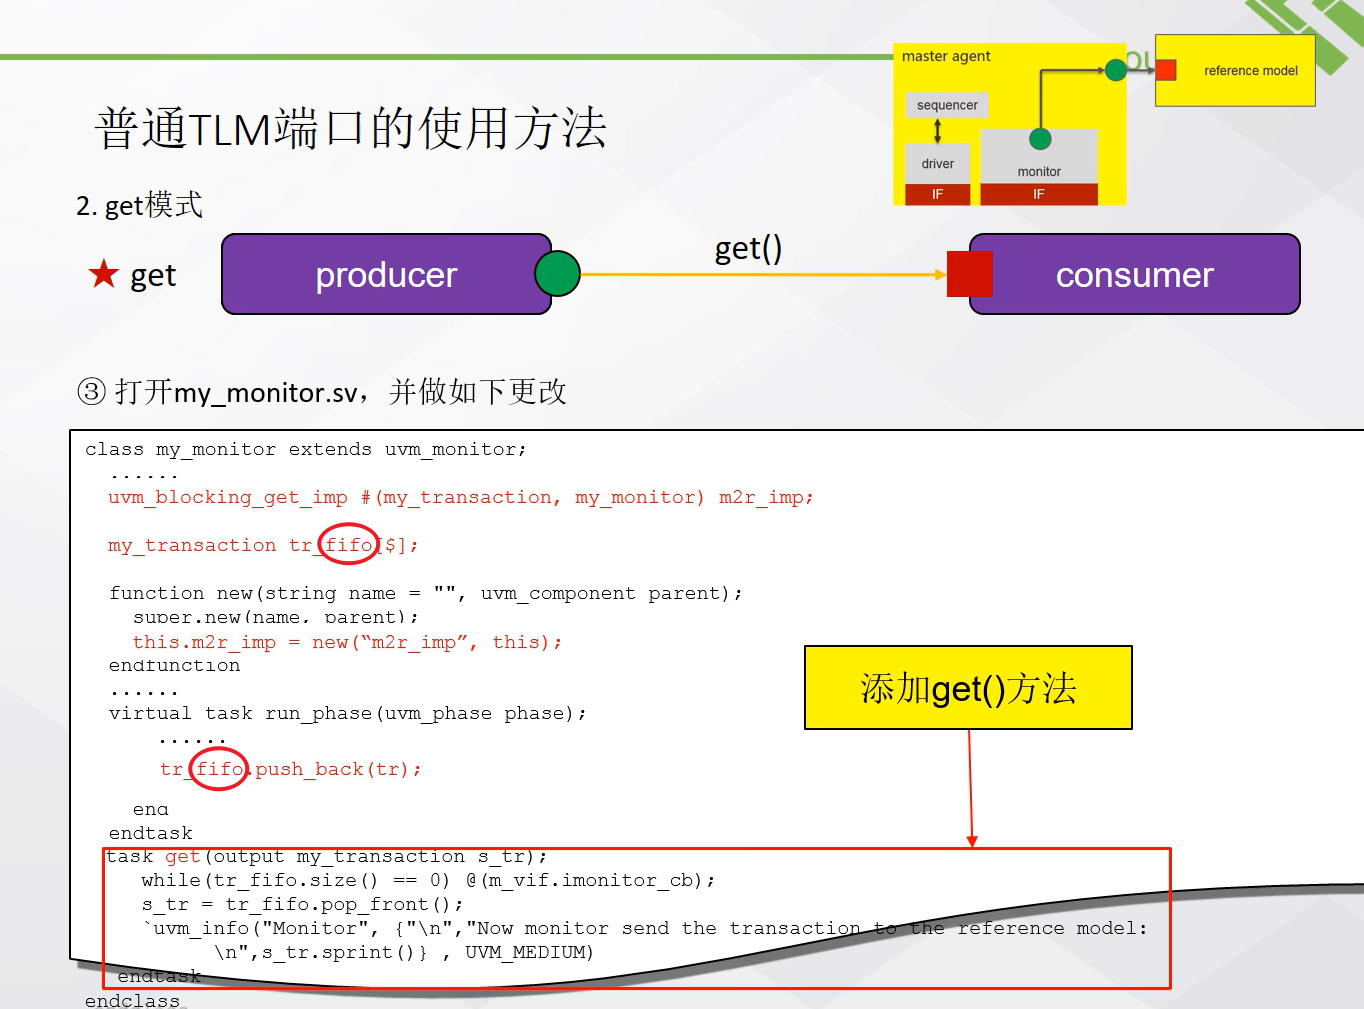 master agent
reference model
sequencer
driver
monitor
IF
IF
普通TLM端口的使用方法
2. get模式
★ get
producer
get()
consumer
③ 打开my_monitor.sv，并做如下更改
class my_monitor extends uvm_monitor;
......
uvm_blocking_get_imp #(my_transaction, my_monitor) m2r_imp;
my_transaction tr_fifo[$];
function new(string name = "", uvm_component parent);
super.new(name, parent);
this.m2r_imp = new(“m2r_imp”, this);
endfunction
......
virtual task run_phase(uvm_phase phase);
......
tr_fifo.push_back(tr);
end
endtask
添加get()方法
task get(output my_transaction s_tr);
while(tr_fifo.size() == 0) @(m_vif.imonitor_cb);
s_tr = tr_fifo.pop_front();
`uvm_info("Monitor", {"\n","Now monitor send the transaction to the reference model:
\n",s_tr.sprint()} , UVM_MEDIUM)
endtask
endclass